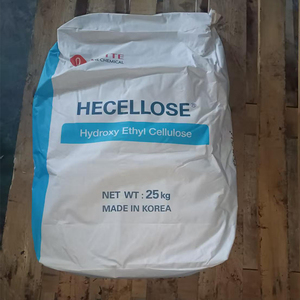 HECELLOSE
Hydroxy Ethyl Cellulose
NET WT : 25kg
MADE IN KOREA